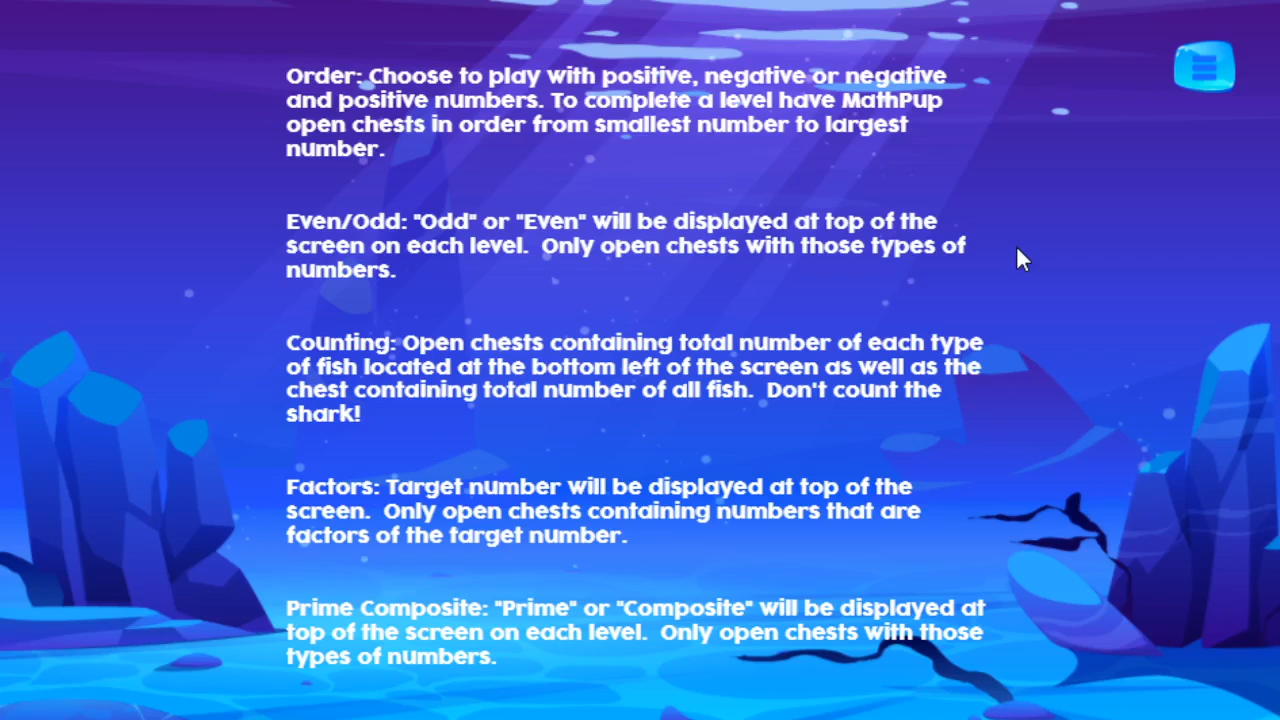 Order: Choose to play with positive, negative or negative
and positive numbers. To complete a level have MathPup
open chests in order from smallest number to largest
number.
Even/Odd: "Odd" or "Even" will be displayed at top of the
screen on each level.  Only open chests with those types of
numbers.
Counting: Open chests containing total number of each type
of fish located at the bottom left of the screen as well as the
chest containing total number of all fish.  Don't count the
shark!
Factors: Target number will be displayed at top of the
screen.  Only open chests containing numbers that are
factors of the target number.
Prime Composite: "Prime" or "Composite" will be displayed at
top of the screen on each level.  Only open chests with those
types of numbers.